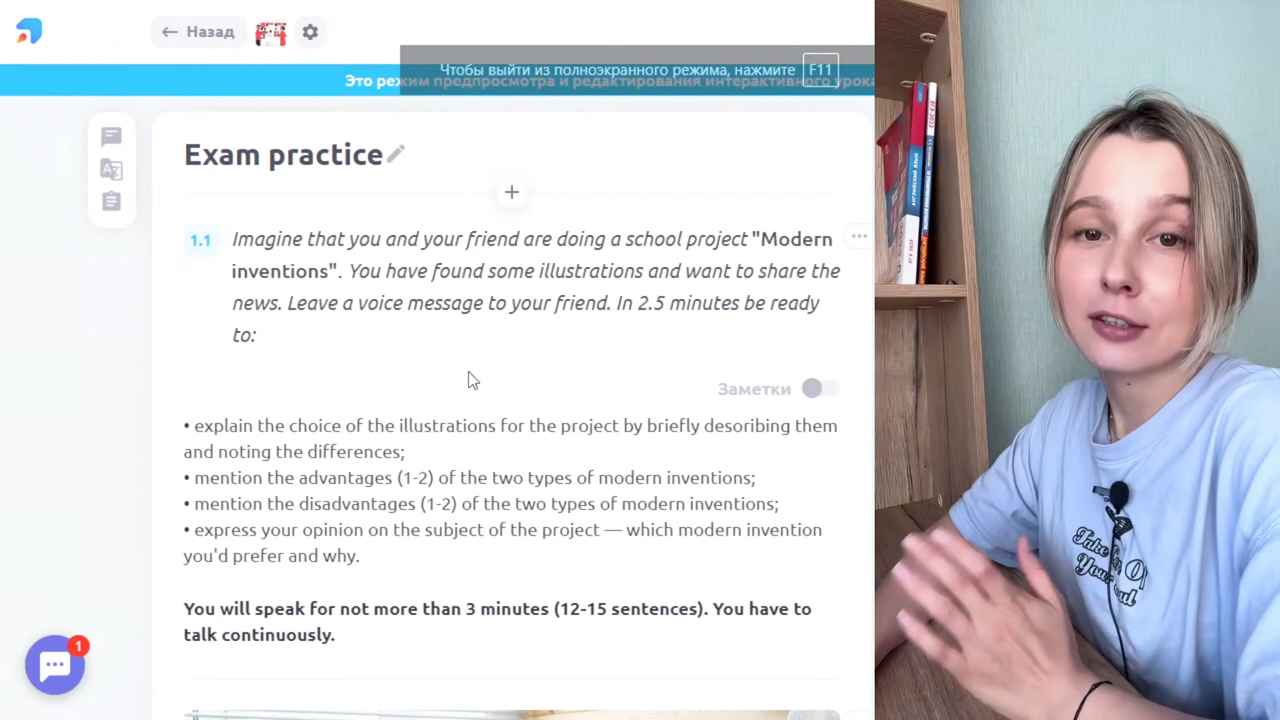 Назад
Чтобы выйти из полноэкранного режима, нажмите F11
Это режим предпросмотра и редактирования интерактивного урока
Exam practice
1.1
Imagine that you and your friend are doing a school project "Modern
inventions". You have found some illustrations and want to share the
news. Leave a voice message to your friend. In 2.5 minutes be ready
to:
Заметки
• explain the choice of the illustrations for the project by briefly desoribing them
and noting the differences;
• mention the advantages (1-2) of the two types of modern inventions;
• mention the disadvantages (1-2) of the two types of modern inventions;
• express your opinion on the subject of the project — which modern invention
you'd prefer and why.
You will speak for not more than 3 minutes (12-15 sentences). You have to
talk continuously.
1
АНГЛИЙСКИЙ ЯЗЫК
Take